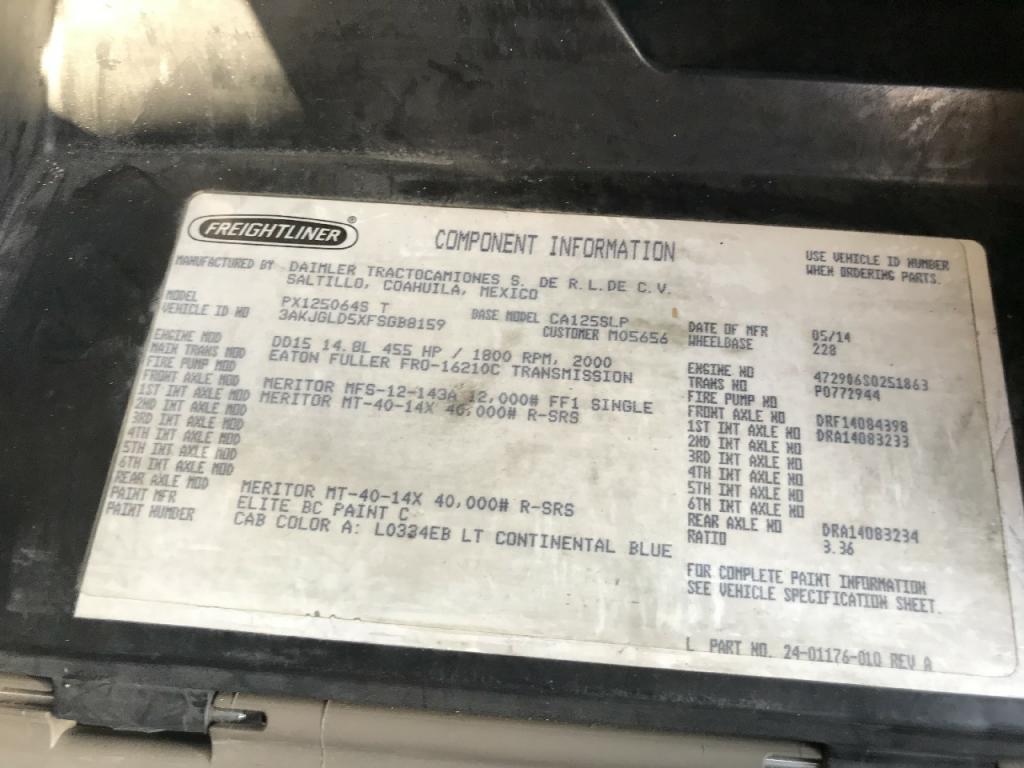 FREIGHTLINER ®
COMPONENT INFORMATION
USE VEHICLE ID NUMBER
WHEN ORDERING PARTS.
MANUFACTURED BY DAIMLER TRACTOCAMIONES S. DE R.L.DE C.V.
SALTILLO, COAHUILA, MEXICO
MODEL PX125064S T BASE MODEL CA125SLP
VEHICLE ID NO 3AKJGLD5XFSGB8159 CUSTOMER MO5656
DATE OF MFR 05/14
WHEELBASE 228
ENGINE MOD DD15 14.8L 455 HP / 1800 RPM, 2000
MAIN TRANS MOD EATON FULLER FRO-16210C TRANSMISSION
FIRE PUMP MOD
FRONT AXLE MOD MERITOR MFS-12-143A 12,000# FF1 SINGLE
1ST INT AXLE MOD MERITOR MT-40-14X 40,000# R-SRS
2ND INT AXLE MOD
3RD INT AXLE MOD
4TH INT AXLE MOD
5TH INT AXLE MOD
6TH INT AXLE MOD
REAR AXLE MOD MERITOR MT-40-14X 40,000# R-SRS
PAINT MFR ELITE BC PAINT C
PAINT NUMBER CAB COLOR A: L0334EB LT CONTINENTAL BLUE
ENGINE NO 472906S0251863
TRANS NO P0772944
FIRE PUMP NO
FRONT AXLE NO DRF14084398
1ST INT AXLE NO DRA14083233
2ND INT AXLE NO
3RD INT AXLE NO
4TH INT AXLE NO
5TH INT AXLE NO
6TH INT AXLE NO
REAR AXLE NO DRA14083234
RATIO 3.36
FOR COMPLETE PAINT INFORMATION
SEE VEHICLE SPECIFICATION SHEET.
L PART NO. 24-01176-010 REV A